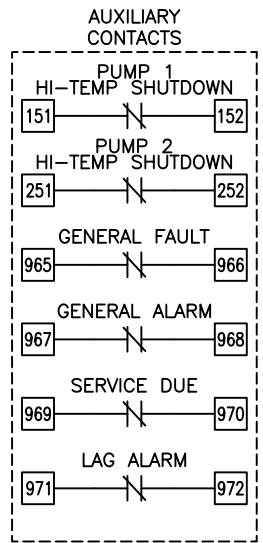 AUXILIARY
CONTACTS
PUMP 1
HI-TEMP SHUTDOWN
151 152
PUMP 2
HI-TEMP SHUTDOWN
251 252
GENERAL FAULT
965 966
GENERAL ALARM
967 968
SERVICE DUE
969 970
LAG ALARM
971 972